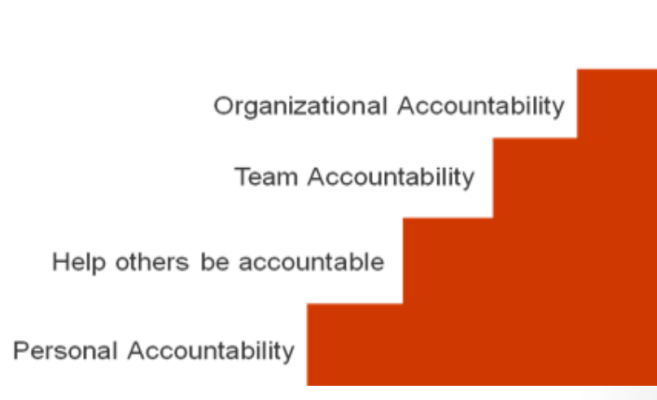 Organizational Accountability
Team Accountability
Help others be accountable
Personal Accountability